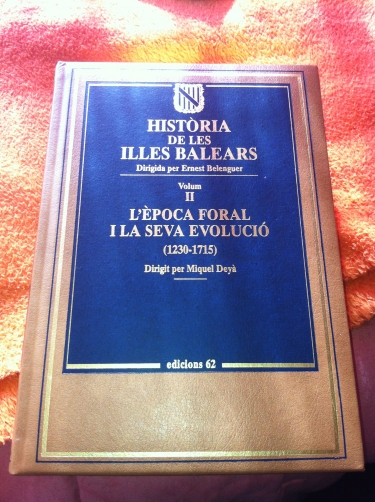 HISTÒRIA
DE LES
ILLES BALEARS
Dirigida per Ernest Belenguer
Volum
II
L'ÈPOCA FORAL
I LA SEVA EVOLUCIÓ
(1230-1715)
Dirigit per Miquel Deyà
edicions 62